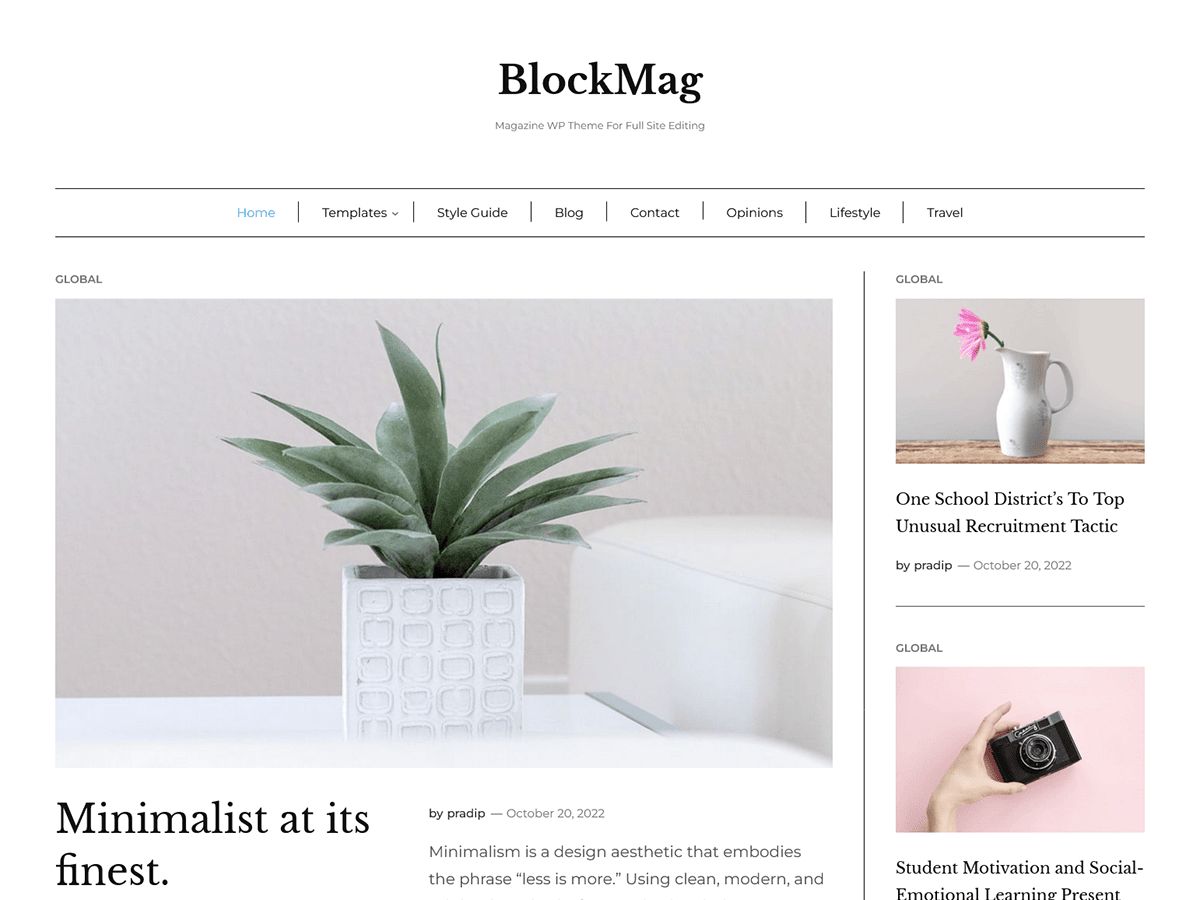 BlockMag
Magazine WP Theme For Full Site Editing
Home
Templates
Style Guide
Blog
Contact
Opinions
Lifestyle
Travel
GLOBAL
Minimalist at its
finest.
by pradip — October 20, 2022
Minimalism is a design aesthetic that embodies
the phrase “less is more.” Using clean, modern, and
GLOBAL
One School District’s To Top
Unusual Recruitment Tactic
by pradip — October 20, 2022
GLOBAL
Student Motivation and Social-
Emotional Learning Present